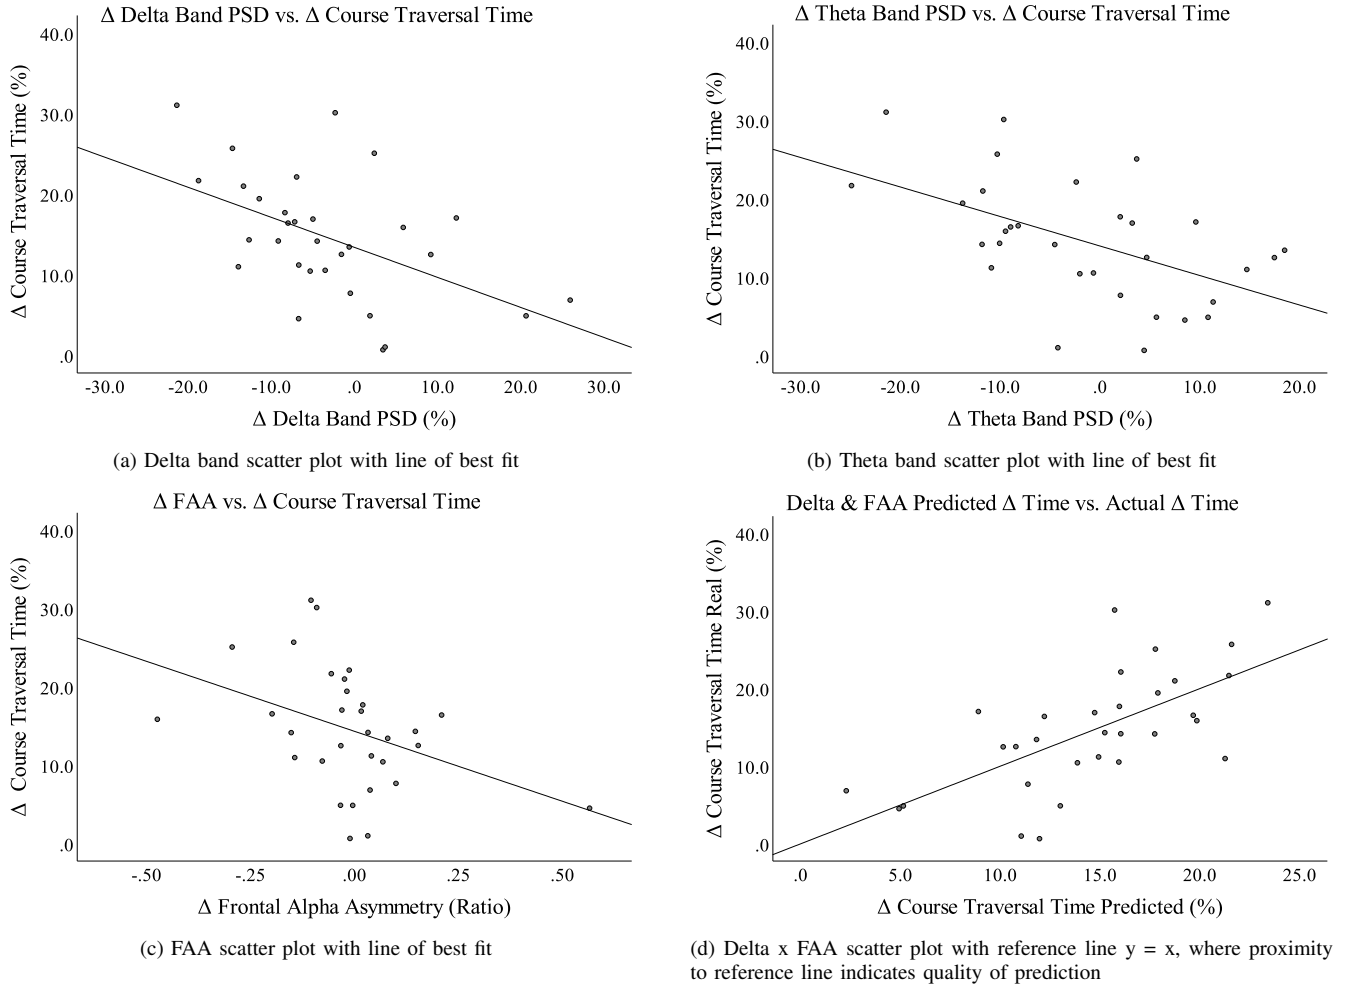 Δ Delta Band PSD vs. Δ Course Traversal Time
40.0
30.0
20.0
10.0
.0
Δ Course Traversal Time (%)
-30.0 -20.0 -10.0 .0 10.0 20.0 30.0
Δ Delta Band PSD (%)
(a) Delta band scatter plot with line of best fit
Δ Theta Band PSD vs. Δ Course Traversal Time
40.0
30.0
20.0
10.0
.0
Δ Course Traversal Time (%)
-30.0 -20.0 -10.0 .0 10.0 20.0
Δ Theta Band PSD (%)
(b) Theta band scatter plot with line of best fit
Δ FAA vs. Δ Course Traversal Time
40.0
30.0
20.0
10.0
.0
Δ Course Traversal Time (%)
-.50 -.25 .00 .25 .50
Δ Frontal Alpha Asymmetry (Ratio)
(c) FAA scatter plot with line of best fit
Delta & FAA Predicted Δ Time vs. Actual Δ Time
40.0
30.0
20.0
10.0
.0
Δ Course Traversal Time Real (%)
.0 5.0 10.0 15.0 20.0 25.0
Δ Course Traversal Time Predicted (%)
(d) Delta x FAA scatter plot with reference line y = x, where proximity
to reference line indicates quality of prediction